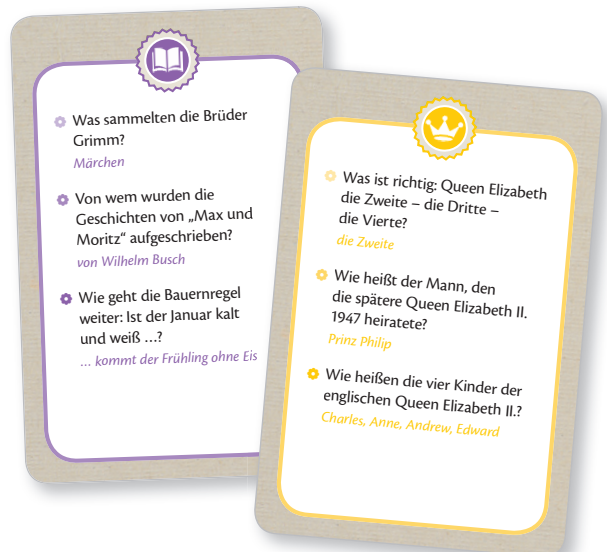 Was sammelten die Brüder
Grimm?
Märchen
Von wem wurden die
Geschichten von „Max und
Moritz“ aufgeschrieben?
von Wilhelm Busch
Wie geht die Bauernregel
weiter: Ist der Januar kalt
und weiß …?
… kommt der Frühling ohne Eis
Was ist richtig: Queen Elizabeth
die Zweite – die Dritte –
die Vierte?
die Zweite
Wie heißt der Mann, den
die spätere Queen Elizabeth II.
1947 heiratete?
Prinz Philip
Wie heißen die vier Kinder der
englischen Queen Elizabeth II.?
Charles, Anne, Andrew, Edward